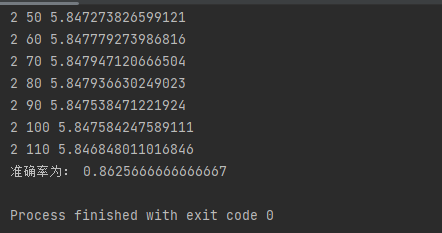 2 50 5.847273826599121
2 60 5.847779273986816
2 70 5.847947120666504
2 80 5.847936630249023
2 90 5.847538471221924
2 100 5.847584247589111
2 110 5.846848011016846
准确率为： 0.8625666666666667
Process finished with exit code 0